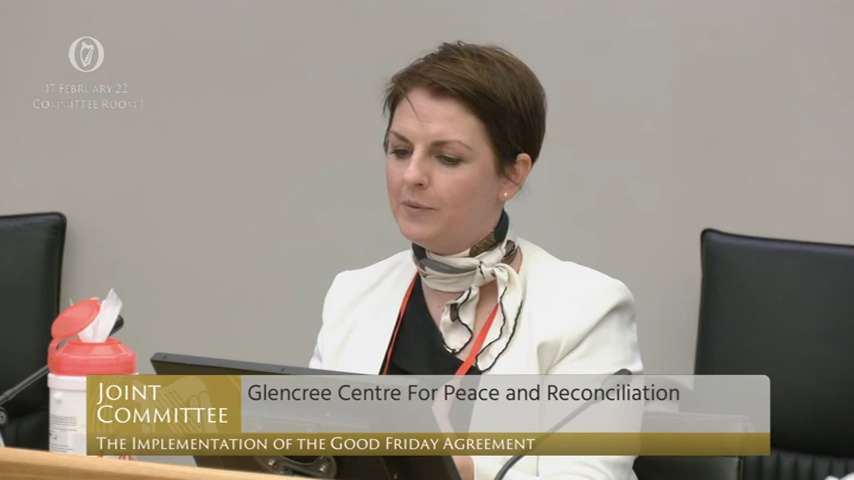 17 February 22
Committee Room 1
Joint
Committee
Glencree Centre For Peace and Reconciliation
The Implementation of the Good Friday Agreement